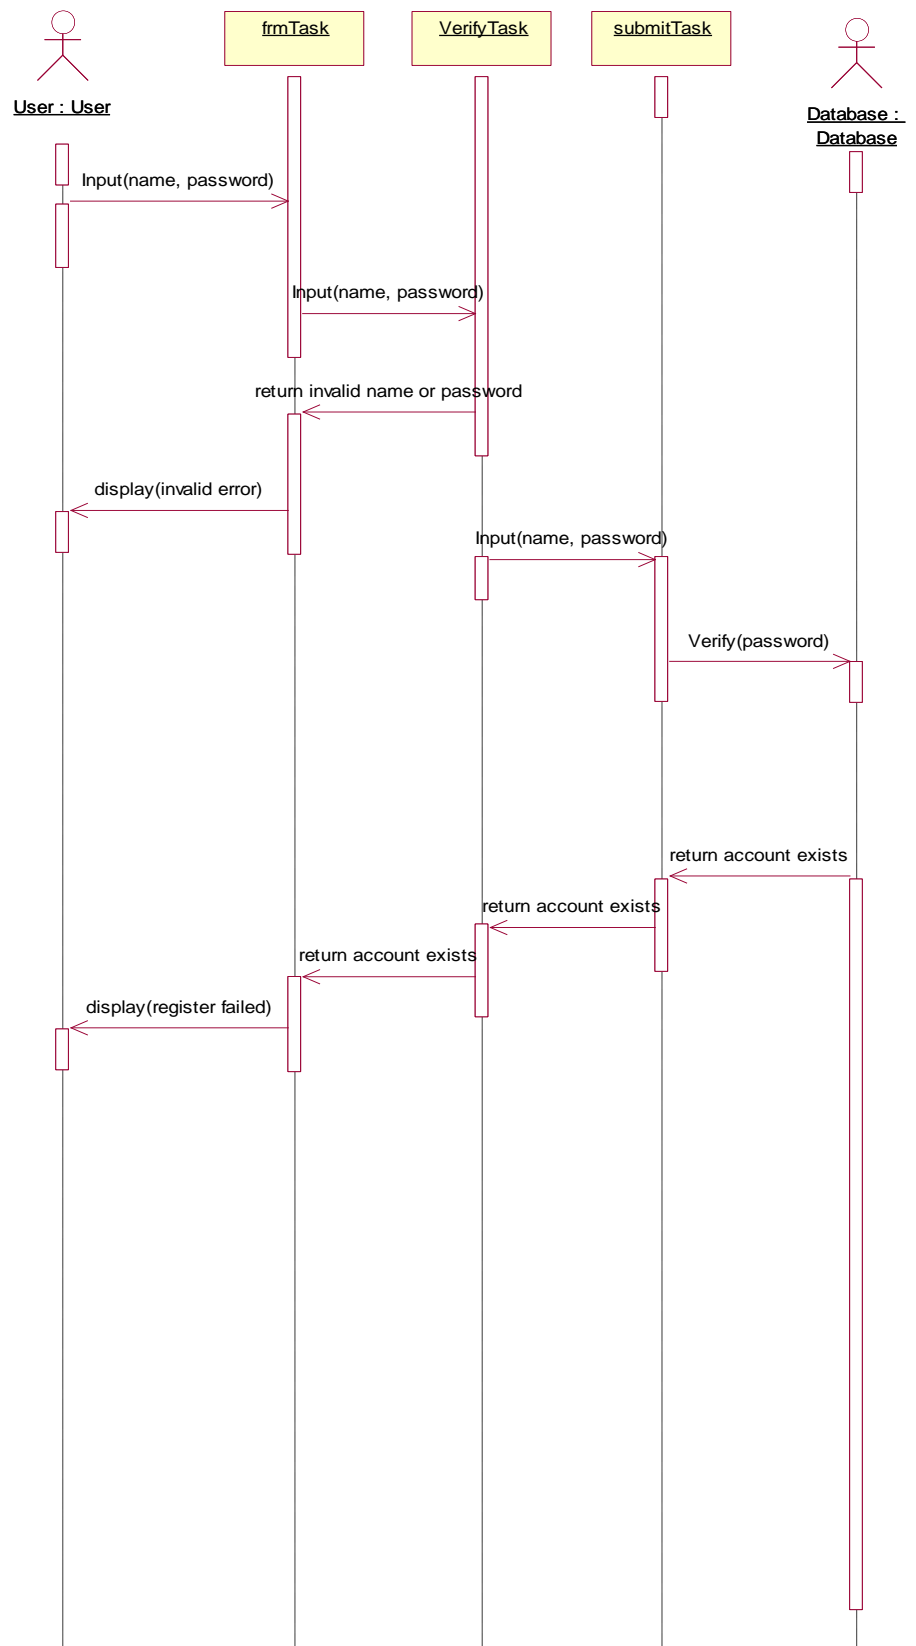 frmTask
VerifyTask
submitTask
User : User
Database :
Database
Input(name, password)
Input(name, password)
return invalid name or password
display(invalid error)
Input(name, password)
Verify(password)
return account exists
return account exists
return account exists
display(register failed)